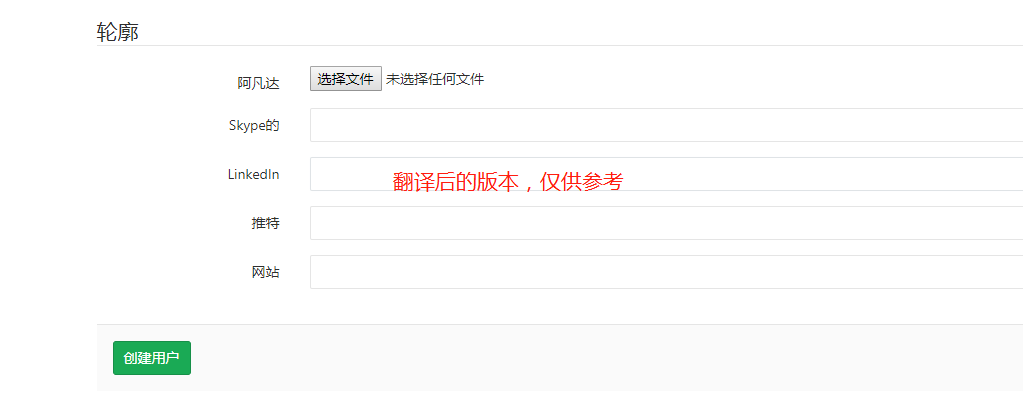 轮廓
阿凡达 选择文件 未选择任何文件
Skype的
LinkedIn
翻译后的版本，仅供参考
推特
网站
创建用户